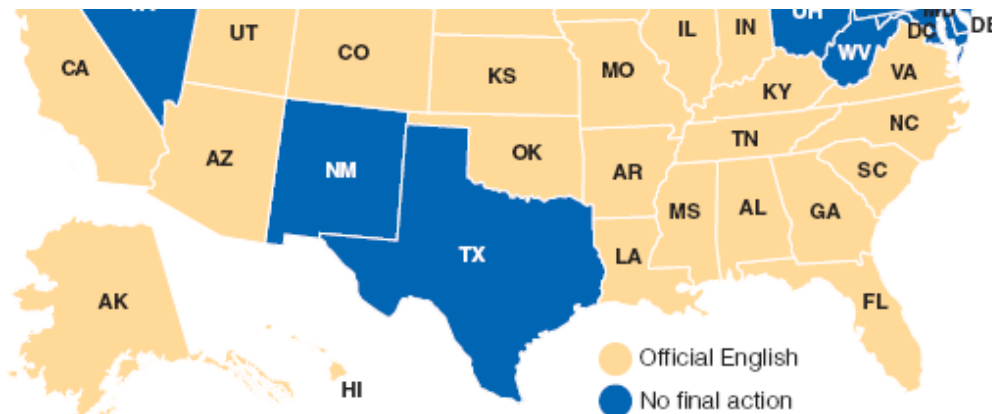 UT
CO
CA
KS
MO
IL
IN
KY
WV
DC
DE
VA
NC
TN
SC
AZ
NM
OK
AR
TX
MS
AL
GA
LA
AK
FL
HI
Official English
No final action